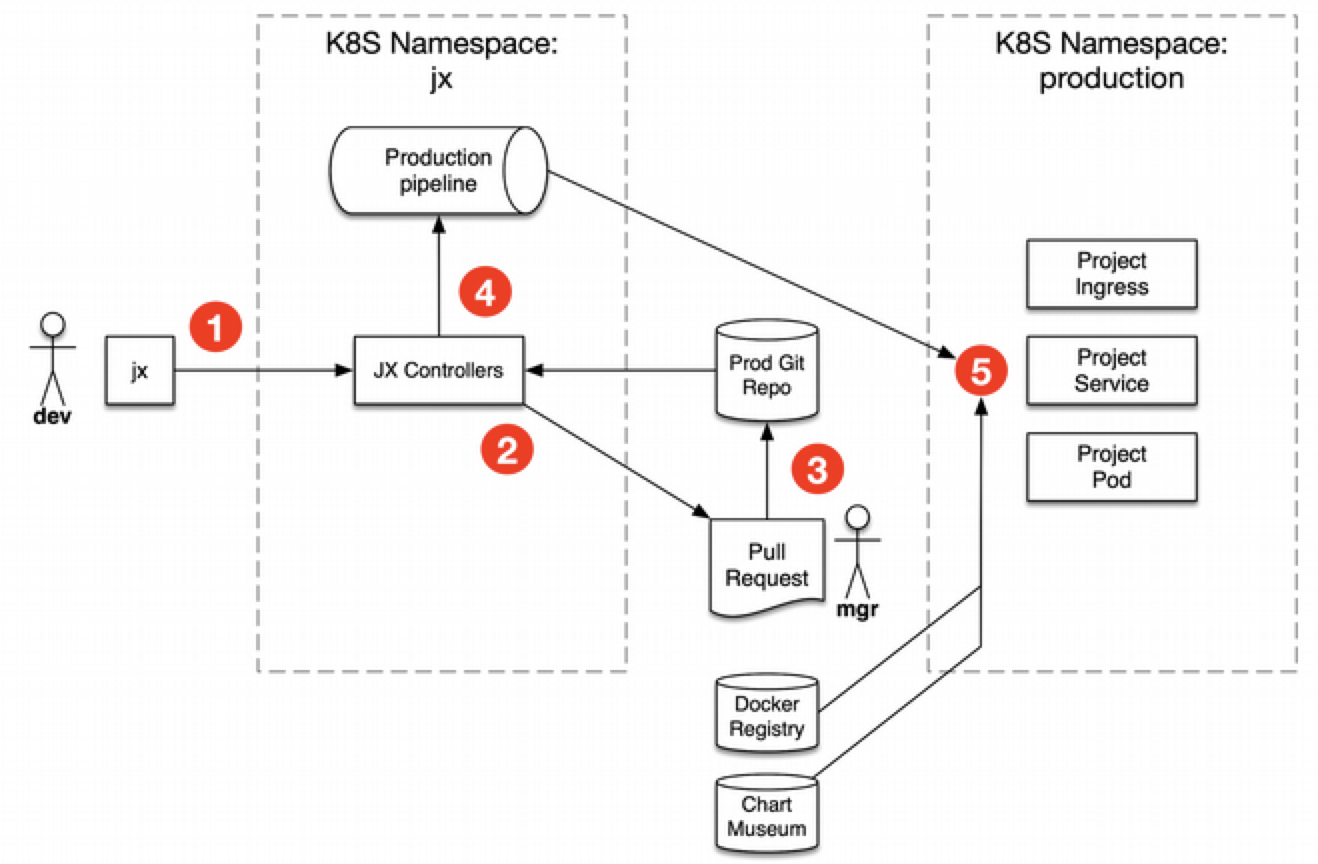 K8S Namespace:
jx
K8S Namespace:
production
Production
pipeline
4
1
dev
jx
JX Controllers
2
Prod Git
Repo
3
Pull
Request
mgr
5
Project
Ingress
Project
Service
Project
Pod
Docker
Registry
Chart
Museum